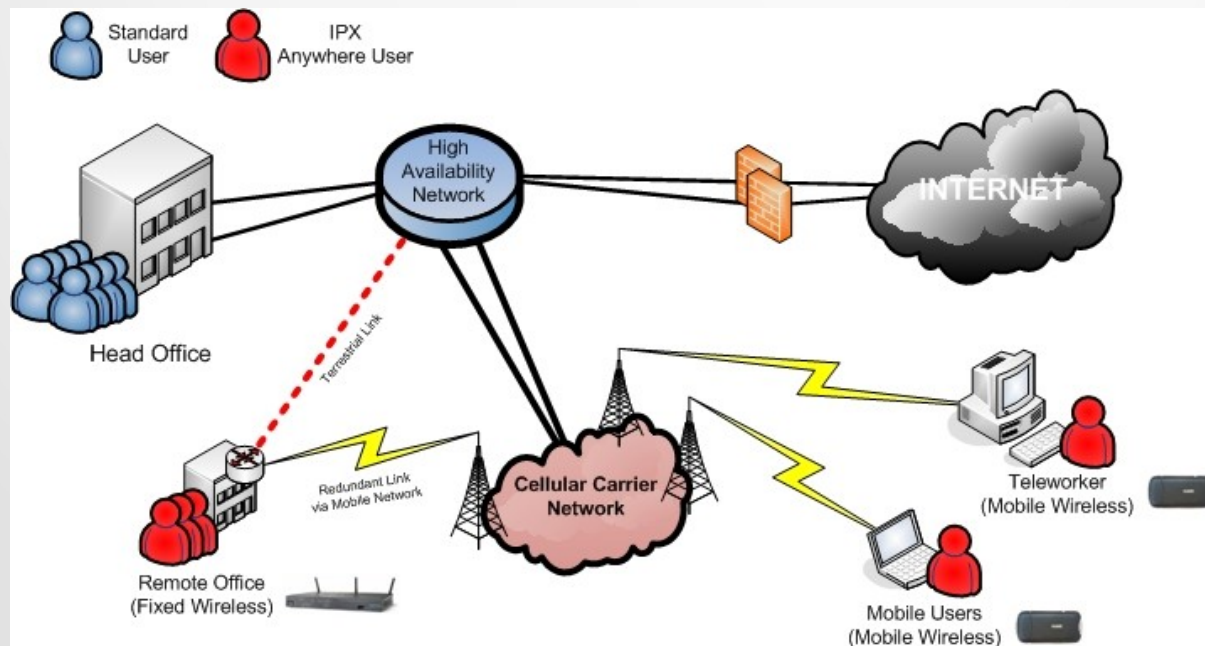 Standard
User
IPX
Anywhere User
High
Availability
Network
INTERNET
Head Office
Terrestrial Link
Redundant Link
via Mobile Network
Cellular Carrier
Network
Teleworker
(Mobile Wireless)
Remote Office
(Fixed Wireless)
Mobile Users
(Mobile Wireless)